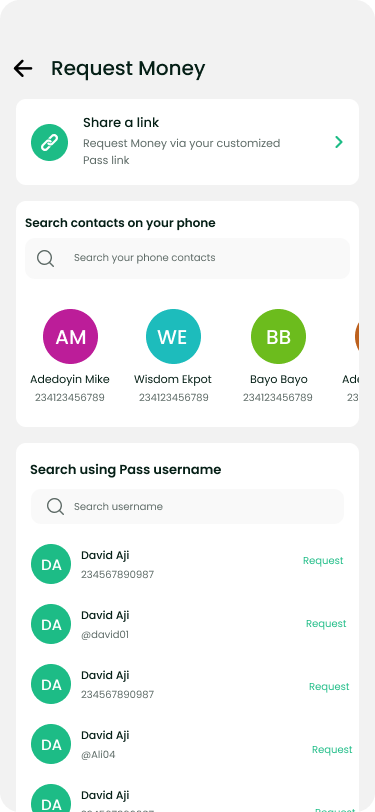 Request Money
Share a link
Request Money via your customized
Pass link
Search contacts on your phone
Search your phone contacts
AM
WE
BB
Adedoyin Mike
Wisdom Ekpot
Bayo Bayo
Ade
234123456789
234123456789
234123456789
23
Search using Pass username
Search username
DA
David Aji
234567890987
Request
DA
David Aji
@david01
Request
DA
David Aji
234567890987
Request
DA
David Aji
@Ali04
Request
DA
David Aji
Request